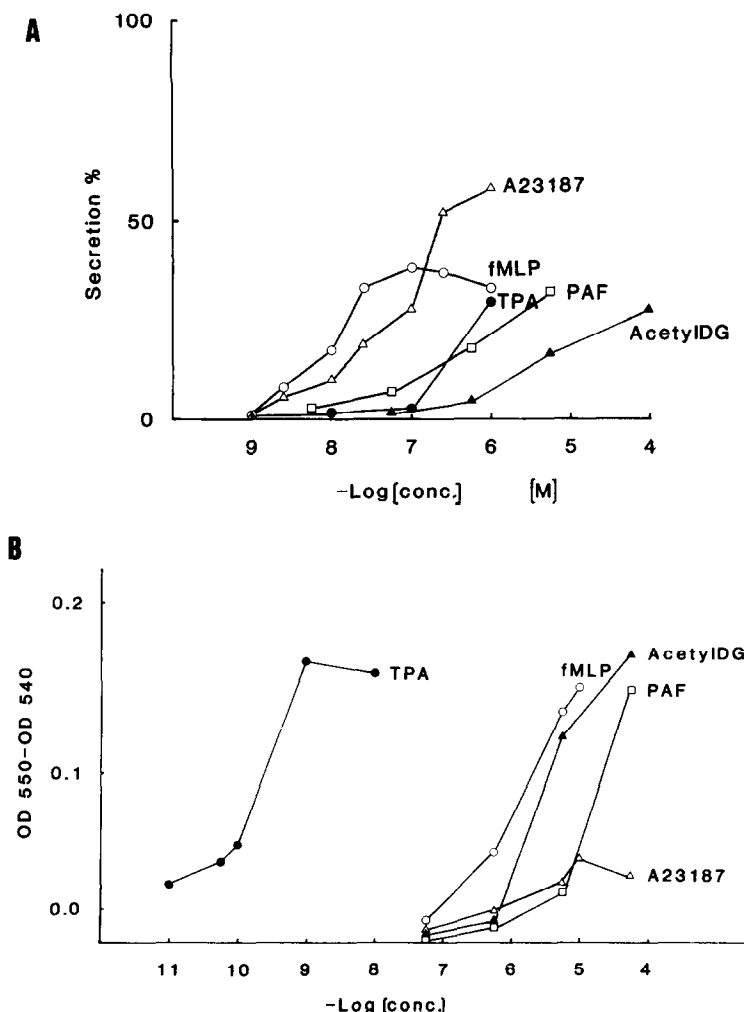 A
100
50
0
Secretion %
A23187
fMLP
TPA
PAF
AcetylDG
9 8 7 6 5 4
-Log[conc.] [M]
B
0.2
0.1
0.0
OD 550-OD 540
TPA
fMLP
AcetylDG
PAF
A23187
11 10 9 8 7 6 5 4
-Log[conc.]